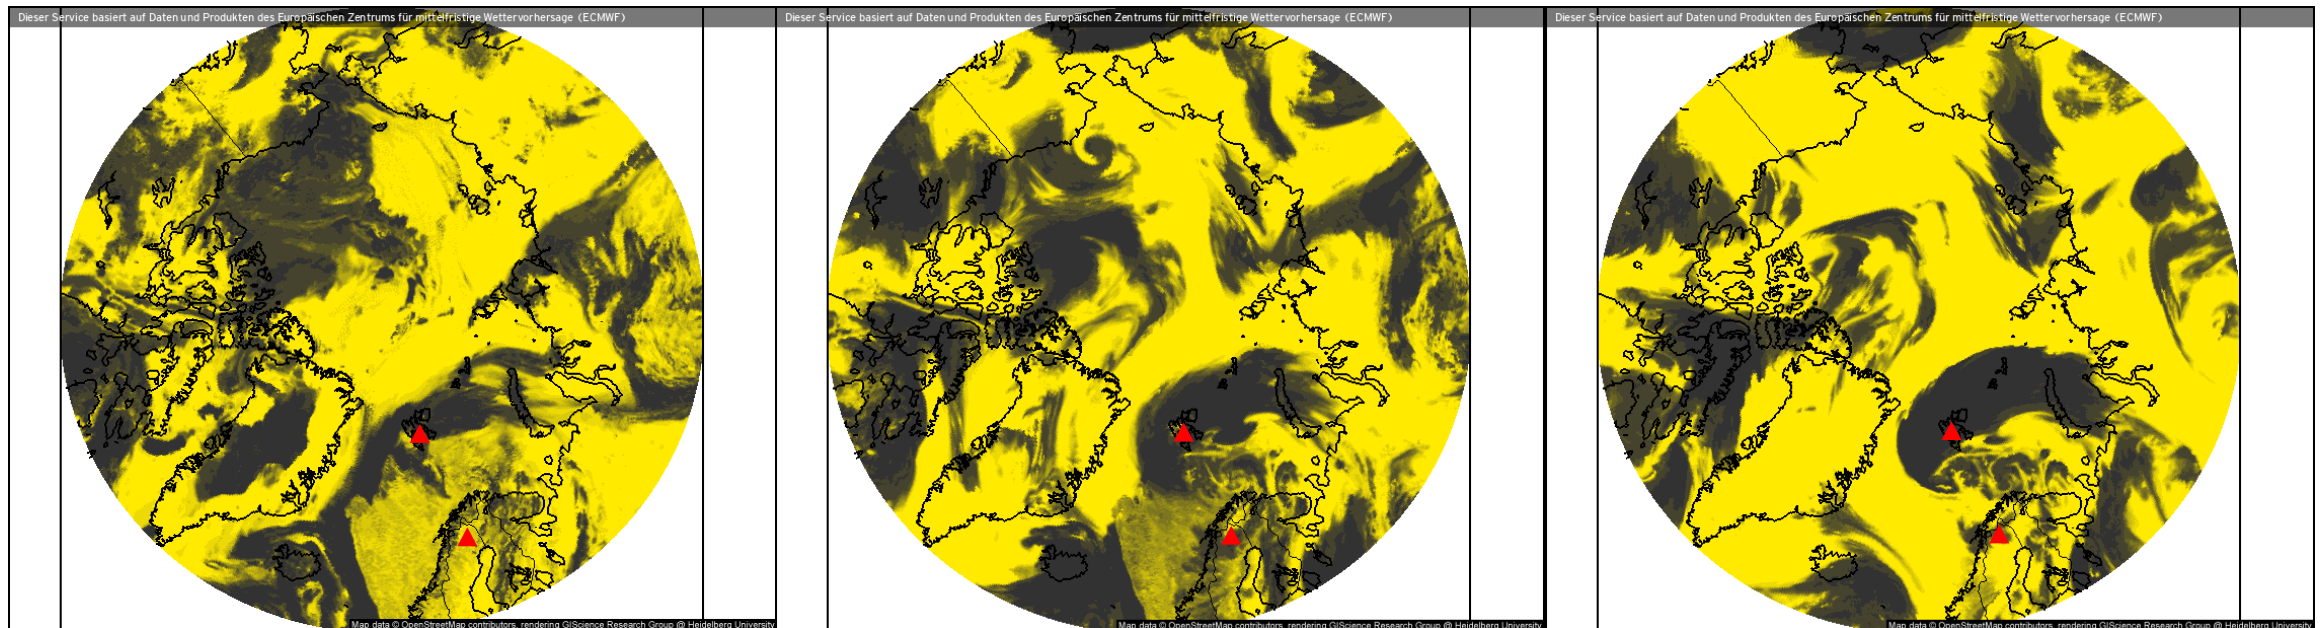 Dieser Service basiert auf Daten und Produkten des Europäischen Zentrums für mittelfristige Wettervorhersage (ECMWF)
Dieser Service basiert auf Daten und Produkten des Europäischen Zentrums für mittelfristige Wettervorhersage (ECMWF)
Dieser Service basiert auf Daten und Produkten des Europäischen Zentrums für mittelfristige Wettervorhersage (ECMWF)
Map data © OpenStreetMap contributors, rendering GIScience Research Group @ Heidelberg University
Map data © OpenStreetMap contributors, rendering GIScience Research Group @ Heidelberg University
Map data © OpenStreetMap contributors, rendering GIScience Research Group @ Heidelberg University